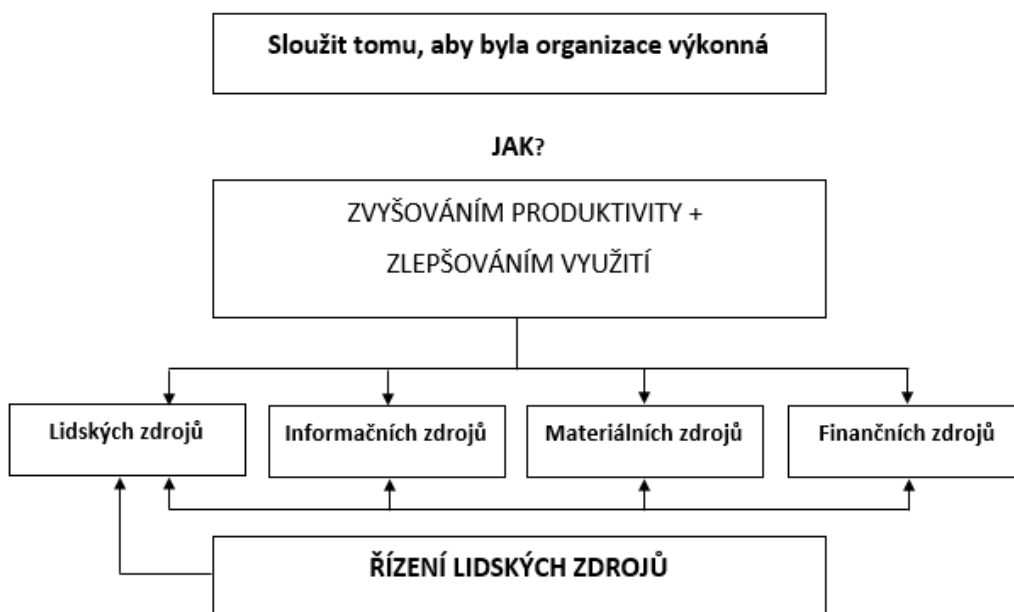 Sloužit tomu, aby byla organizace výkonná
JAK?
ZVYŠOVÁNÍM PRODUKTIVITY +
ZLEPŠOVÁNÍM VYUŽITÍ
Lidských zdrojů
Informačních zdrojů
Materiálních zdrojů
Finančních zdrojů
ŘÍZENÍ LIDSKÝCH ZDROJŮ